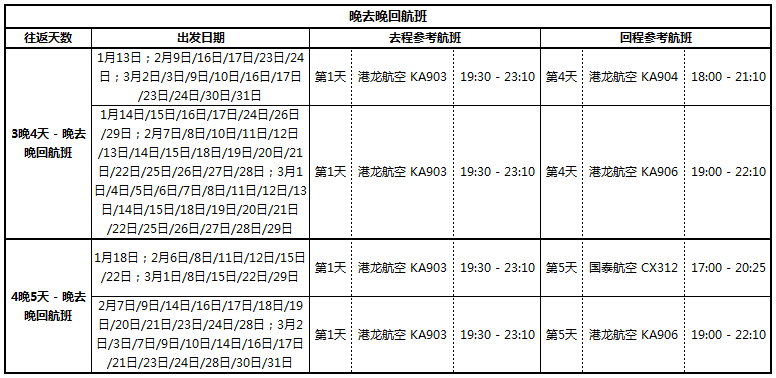 晚去晚回航班
往返天数 出发日期 去程参考航班 回程参考航班
3晚4天 - 晚去
晚回航班
1月13日；2月9日/16日/17日/23日/24
日；3月2日/3日/9日/10日/16日/17日
/23日/24日/30日/31日
第1天 港龙航空 KA903 19:30 - 23:10 第4天 港龙航空 KA904 18:00 - 21:10
1月14日/15日/16日/17日/24日/26日
/29日；2月7日/8日/10日/11日/12日
/13日/14日/15日/18日/19日/20日/21日
/22日/25日/26日/27日/28日；3月1
日/4日/5日/6日/7日/8日/11日/12日/13
日/14日/15日/18日/19日/20日/21日
/22日/25日/26日/27日/28日/29日
第1天 港龙航空 KA903 19:30 - 23:10 第4天 港龙航空 KA906 19:00 - 22:10
4晚5天 - 晚去
晚回航班
1月18日；2月6日/8日/11日/12日/15日
/22日；3月1日/8日/15日/22日/29日
第1天 港龙航空 KA903 19:30 - 23:10 第5天 国泰航空 CX312 17:00 - 20:25
2月7日/9日/14日/16日/17日/18日/19
日/20日/21日/23日/24日/28日；3月2
日/3日/7日/9日/10日/14日/16日/17日
/21日/23日/24日/28日/30日/31日
第1天 港龙航空 KA903 19:30 - 23:10 第5天 港龙航空 KA906 19:00 - 22:10